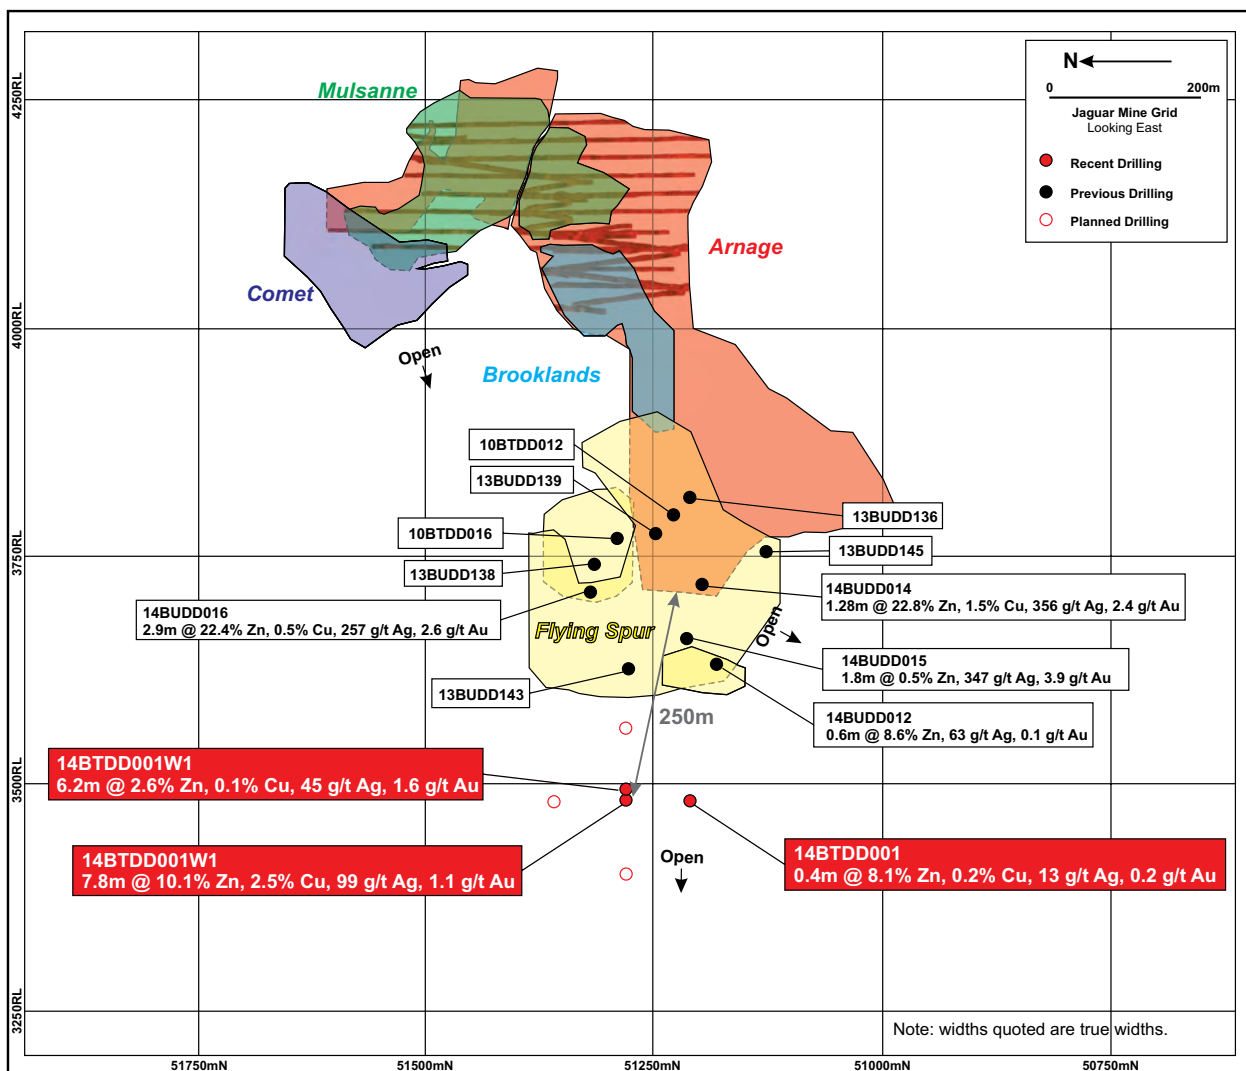 4250RL
4000RL
3750RL
3500RL
3250RL
N
0 200m
Jaguar Mine Grid
Looking East
Recent Drilling
Previous Drilling
Planned Drilling
Mulsanne
Arnage
Comet
Open
Brooklands
10BTDD012
13BUDD139
10BTDD016
13BUDD138
14BUDD016
2.9m @ 22.4% Zn, 0.5% Cu, 257 g/t Ag, 2.6 g/t Au
13BUDD143
13BUDD136
13BUDD145
14BUDD014
1.28m @ 22.8% Zn, 1.5% Cu, 356 g/t Ag, 2.4 g/t Au
Flying Spur
Open
14BUDD015
1.8m @ 0.5% Zn, 347 g/t Ag, 3.9 g/t Au
14BUDD012
0.6m @ 8.6% Zn, 63 g/t Ag, 0.1 g/t Au
250m
14BTDD001W1
6.2m @ 2.6% Zn, 0.1% Cu, 45 g/t Ag, 1.6 g/t Au
14BTDD001W1
7.8m @ 10.1% Zn, 2.5% Cu, 99 g/t Ag, 1.1 g/t Au
Open
14BTDD001
0.4m @ 8.1% Zn, 0.2% Cu, 13 g/t Ag, 0.2 g/t Au
Note: widths quoted are true widths.
51750mN
51500mN
51250mN
51000mN
50750mN